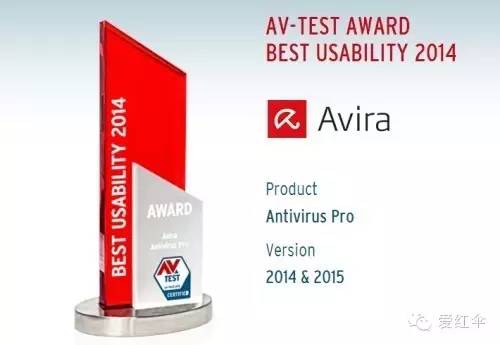 AV-TEST AWARD
BEST USABILITY 2014
Avira
Product
Antivirus Pro
Version
2014 & 2015
BEST USABILITY 2014
AWARD
Avira
Antivirus Pro
AV
TEST
CERTIFIED
爱红伞